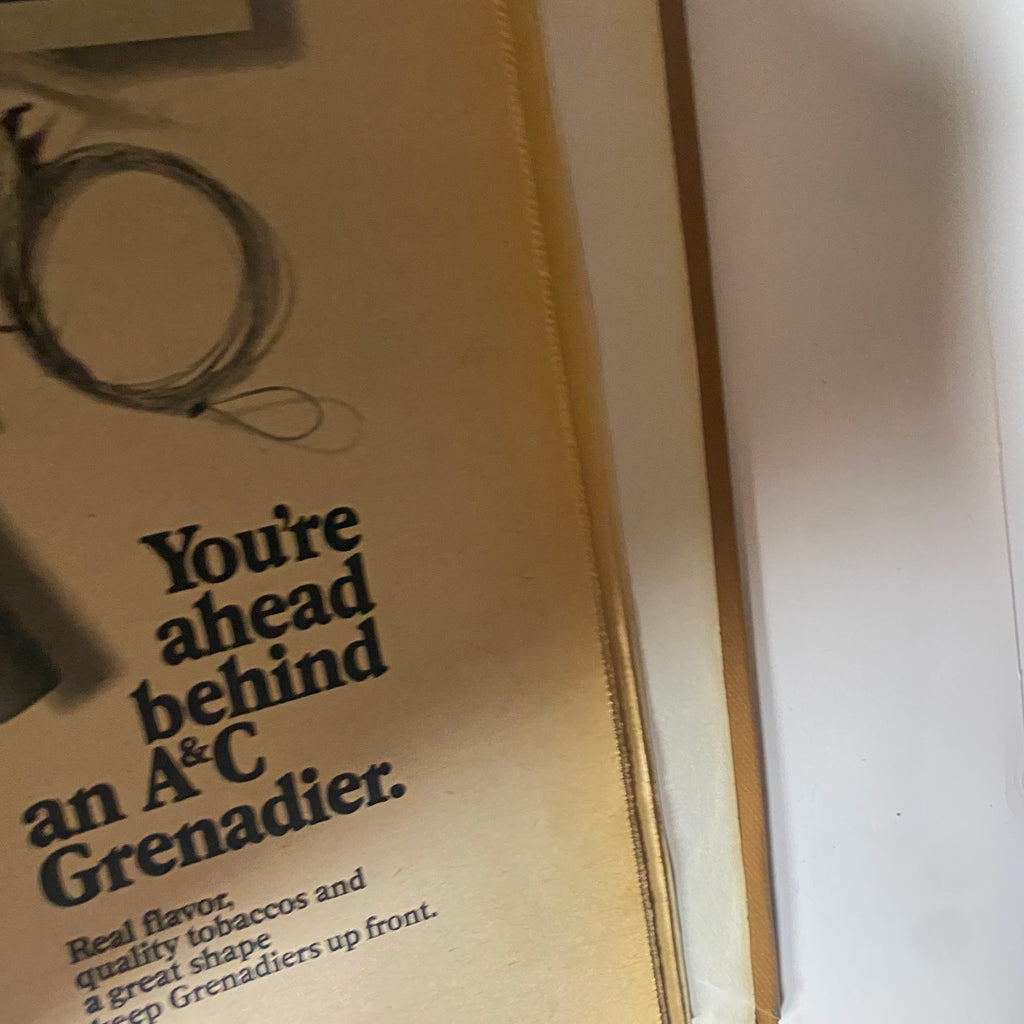 You're
ahead
behind
an A&C
Grenadier.
Real flavor,
quality tobaccos and
a great shape
keep Grenadiers up front.